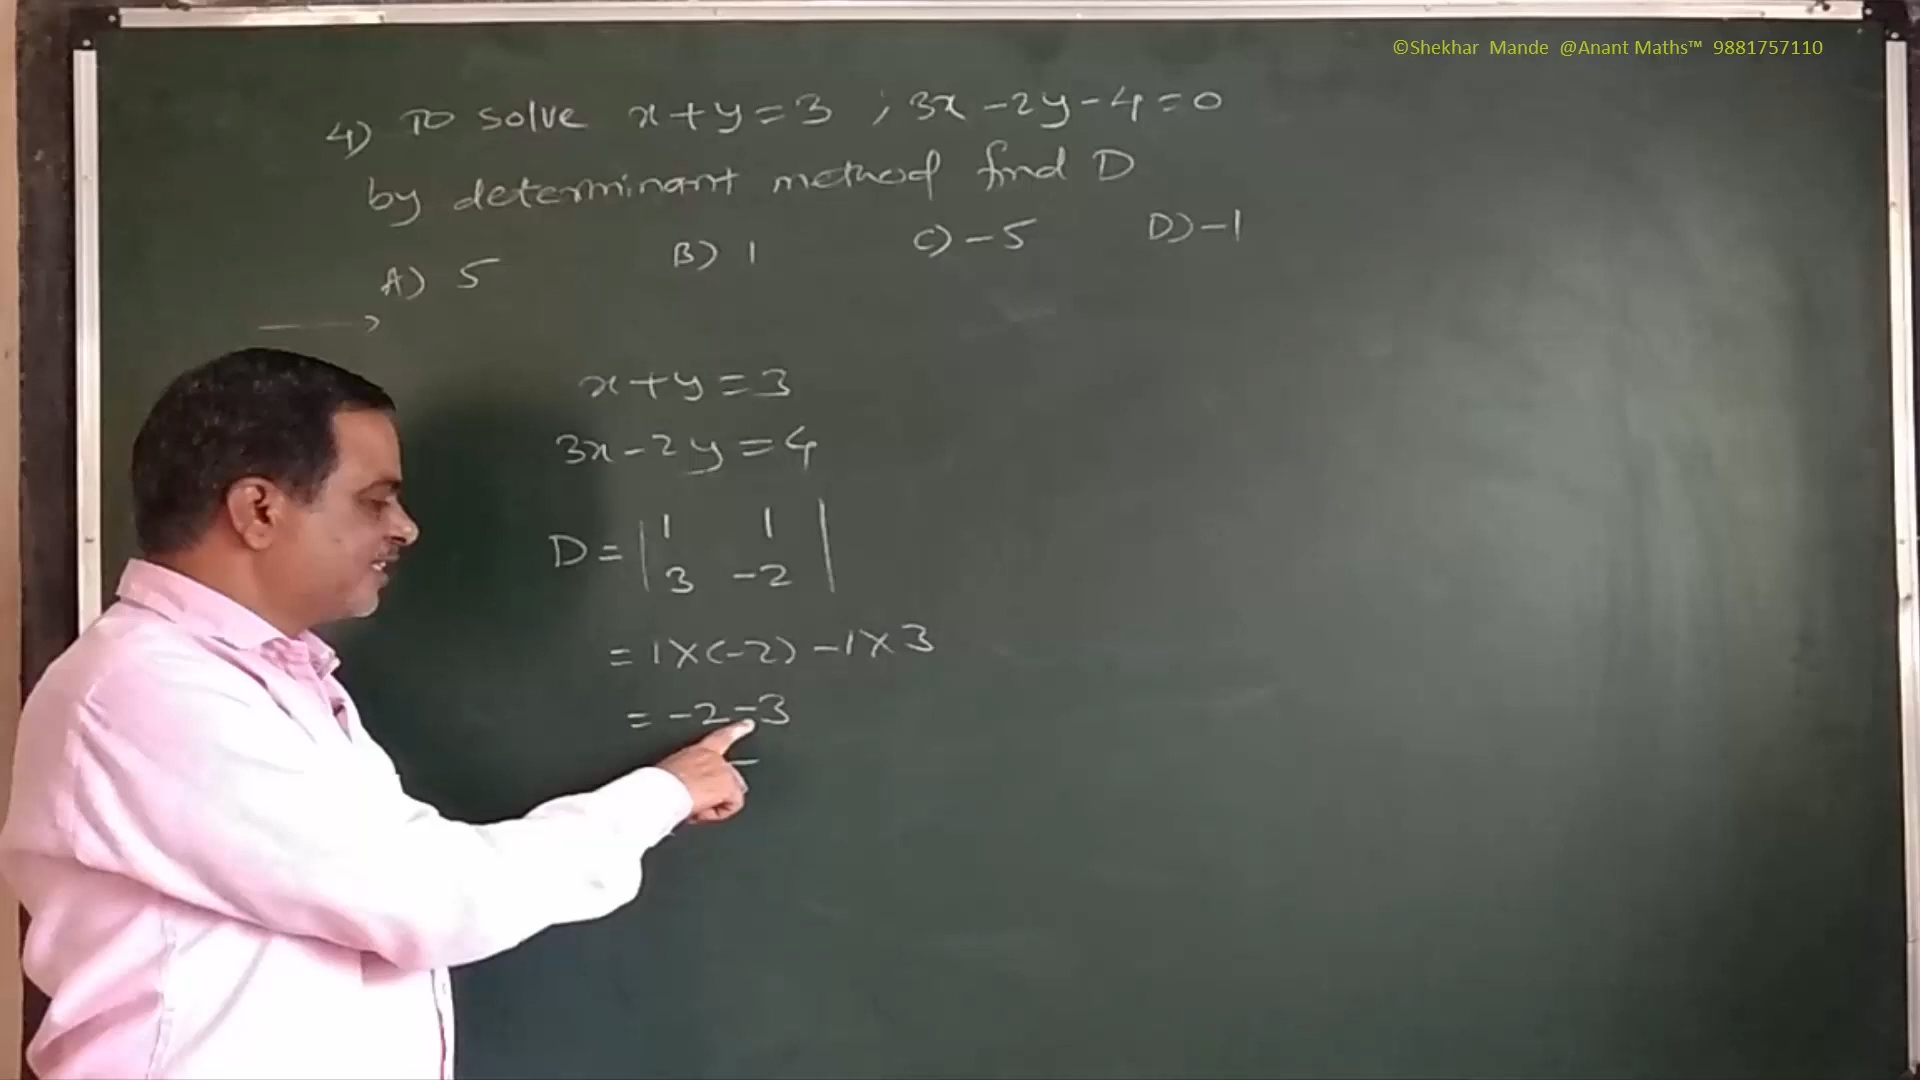 ©Shekhar Mande @Anant Maths™ 9881757110
4) To solve x+y=3 ; 3x-2y-4=0
by determinant method find D
A) 5 B) 1 C) -5 D) -1
x+y=3
3x-2y=4
D = | 1 1 |
| 3 -2 |
= 1×(-2) -1×3
= -2-3